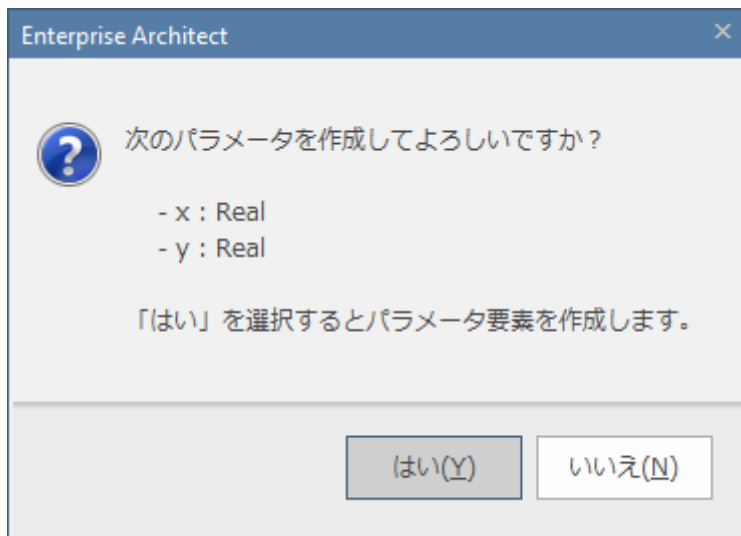 Enterprise Architect
次のパラメータを作成してよろしいですか？
- x : Real
- y : Real
「はい」を選択するとパラメータ要素を作成します。
はい(Y)
いいえ(N)